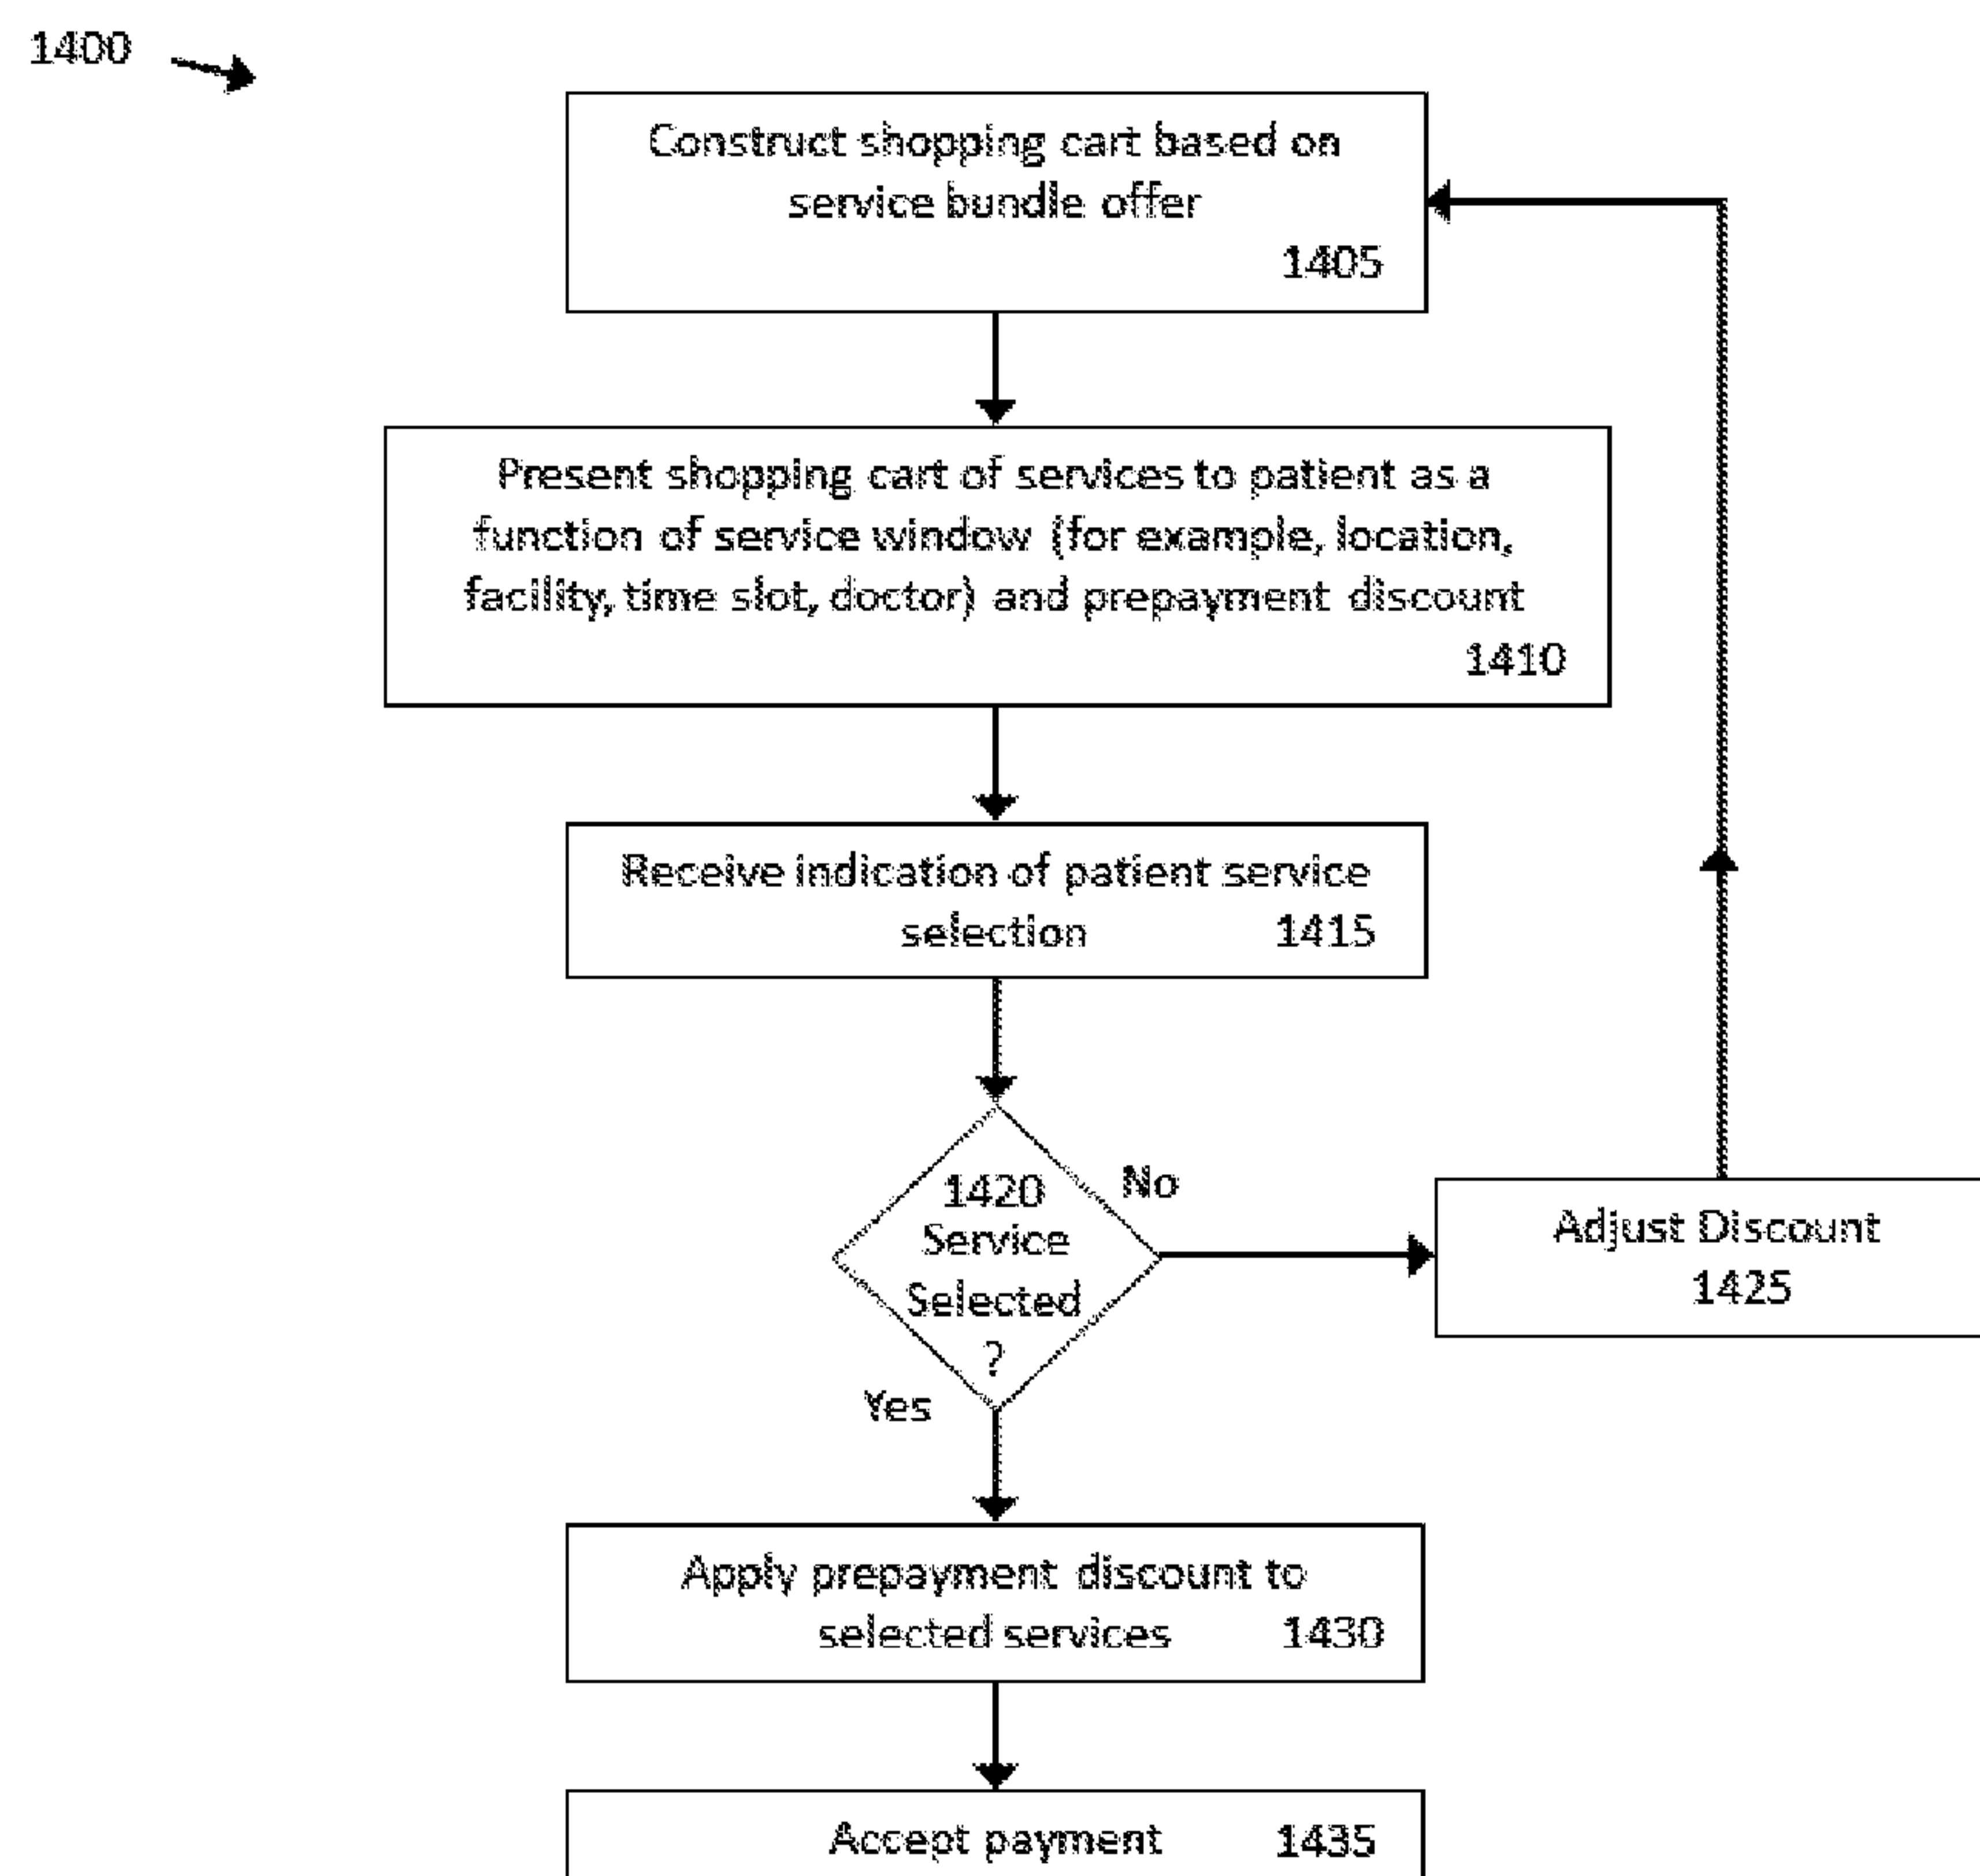 1400
Construct shopping cart based on
service bundle offer
1405
Present shopping cart of services to patient as a
function of service window (for example, location,
facility, time slot, doctor) and prepayment discount
1410
Receive indication of patient service
selection 1415
1420
Service
Selected
?
No
Adjust Discount
1425
Yes
Apply prepayment discount to
selected services 1430
Accept payment 1435